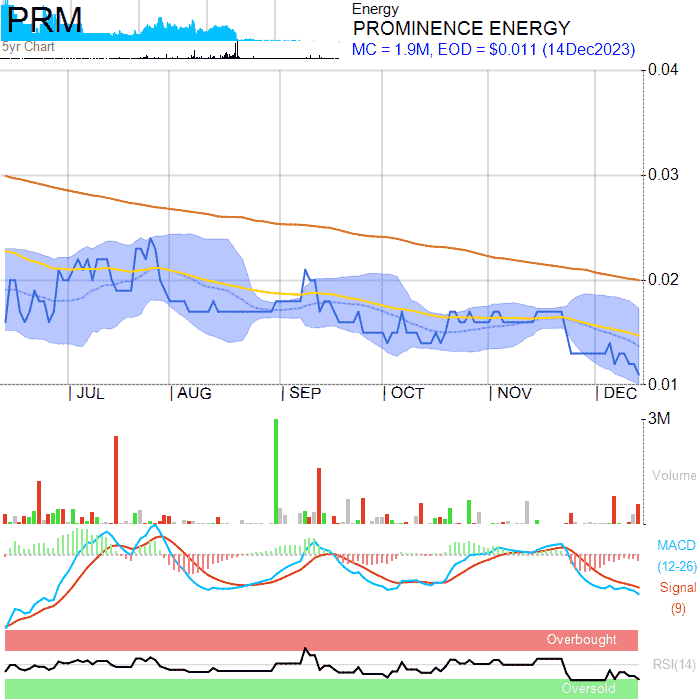 PRM
5yr Chart
Energy
PROMINENCE ENERGY
MC = 1.9M, EOD = $0.011 (14Dec2023)
0.04
0.03
0.02
0.01
| JUL | AUG | SEP | OCT | NOV | DEC
3M
Volume
MACD
(12-26)
Signal
(9)
Overbought
RSI(14)
Oversold